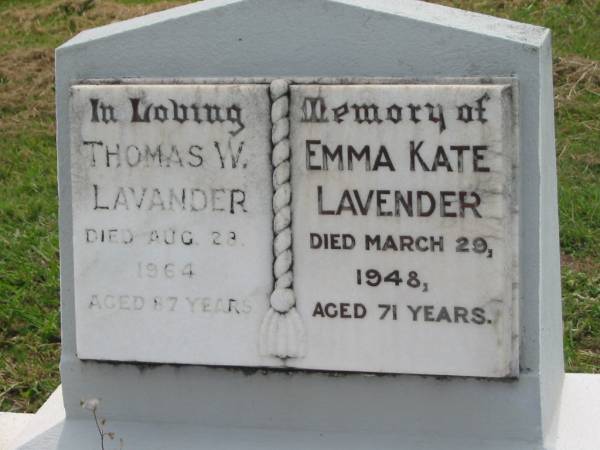 In Loving
THOMAS W.
LAVANDER
DIED AUG. 28.
1964
AGED 87 YEARS
Memory of
EMMA KATE
LAVENDER
DIED MARCH 29,
1948,
AGED 71 YEARS.